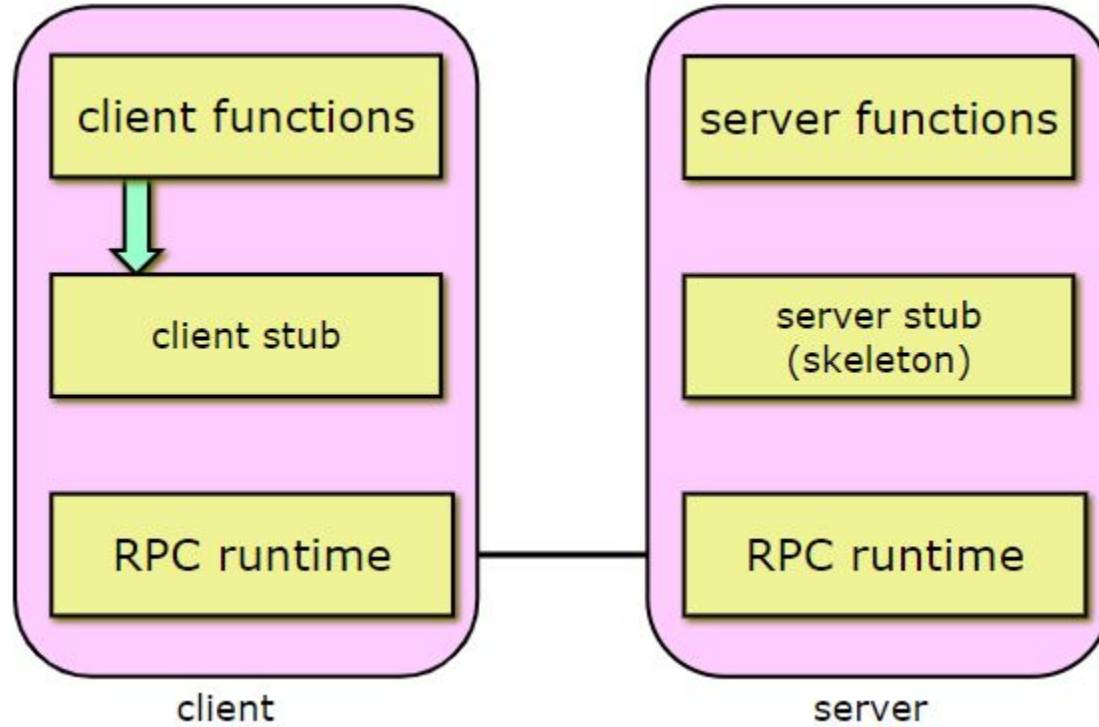 client functions
server functions
client stub
server stub
(skeleton)
RPC runtime
RPC runtime
client
server